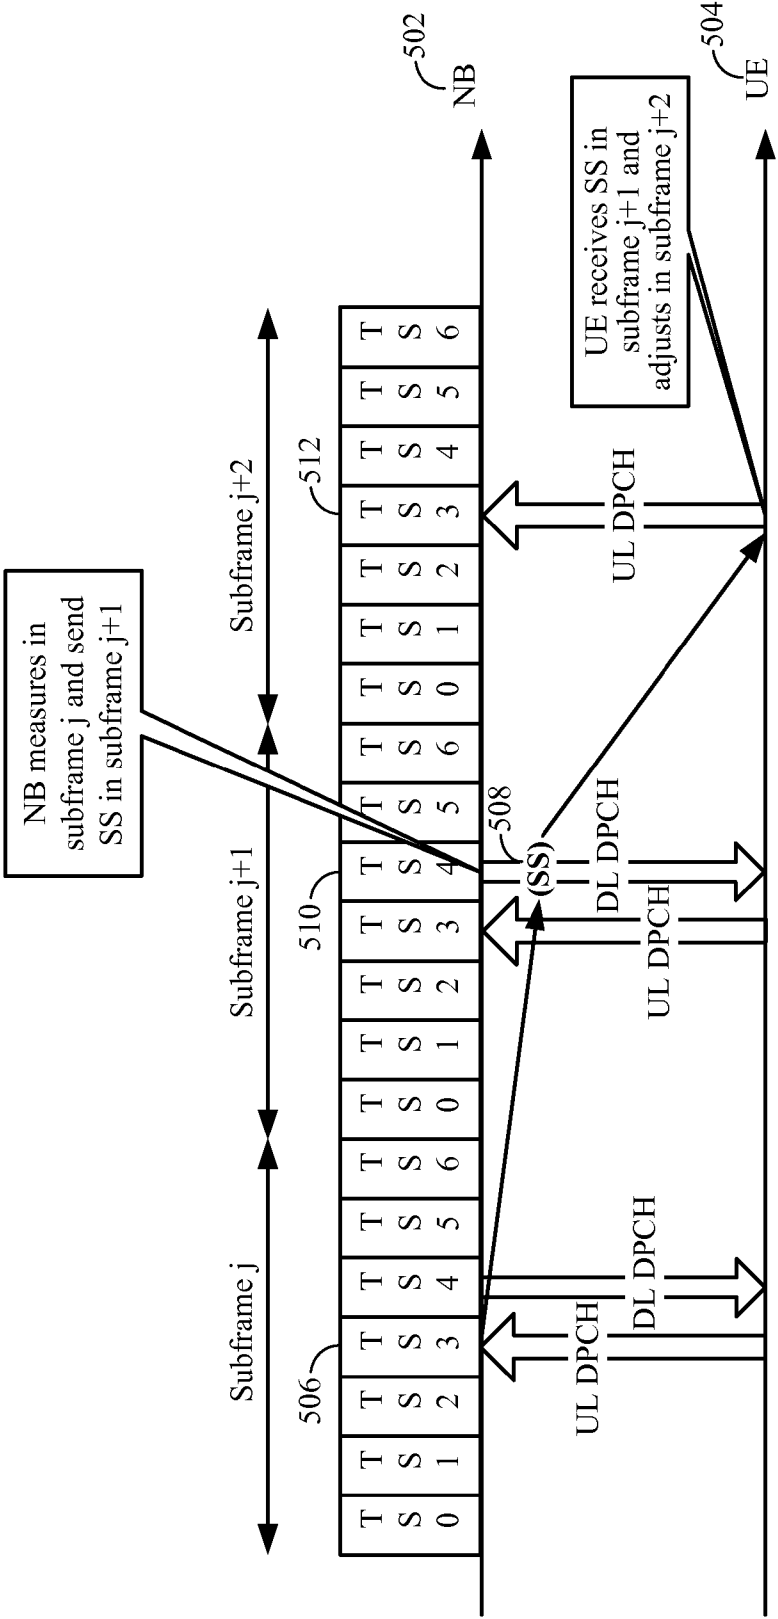 NB measures in
subframe j and send
SS in subframe j+1
Subframe j
Subframe j+1
Subframe j+2
506
510
512
502
NB
TS0
TS1
TS2
TS3
TS4
TS5
TS6
TS0
TS1
TS2
TS3
TS4
TS5
TS6
TS0
TS1
TS2
TS3
TS4
TS5
TS6
508
(SS)
UL DPCH
DL DPCH
UL DPCH
DL DPCH
UL DPCH
UE receives SS in
subframe j+1 and
adjusts in subframe j+2
504
UE